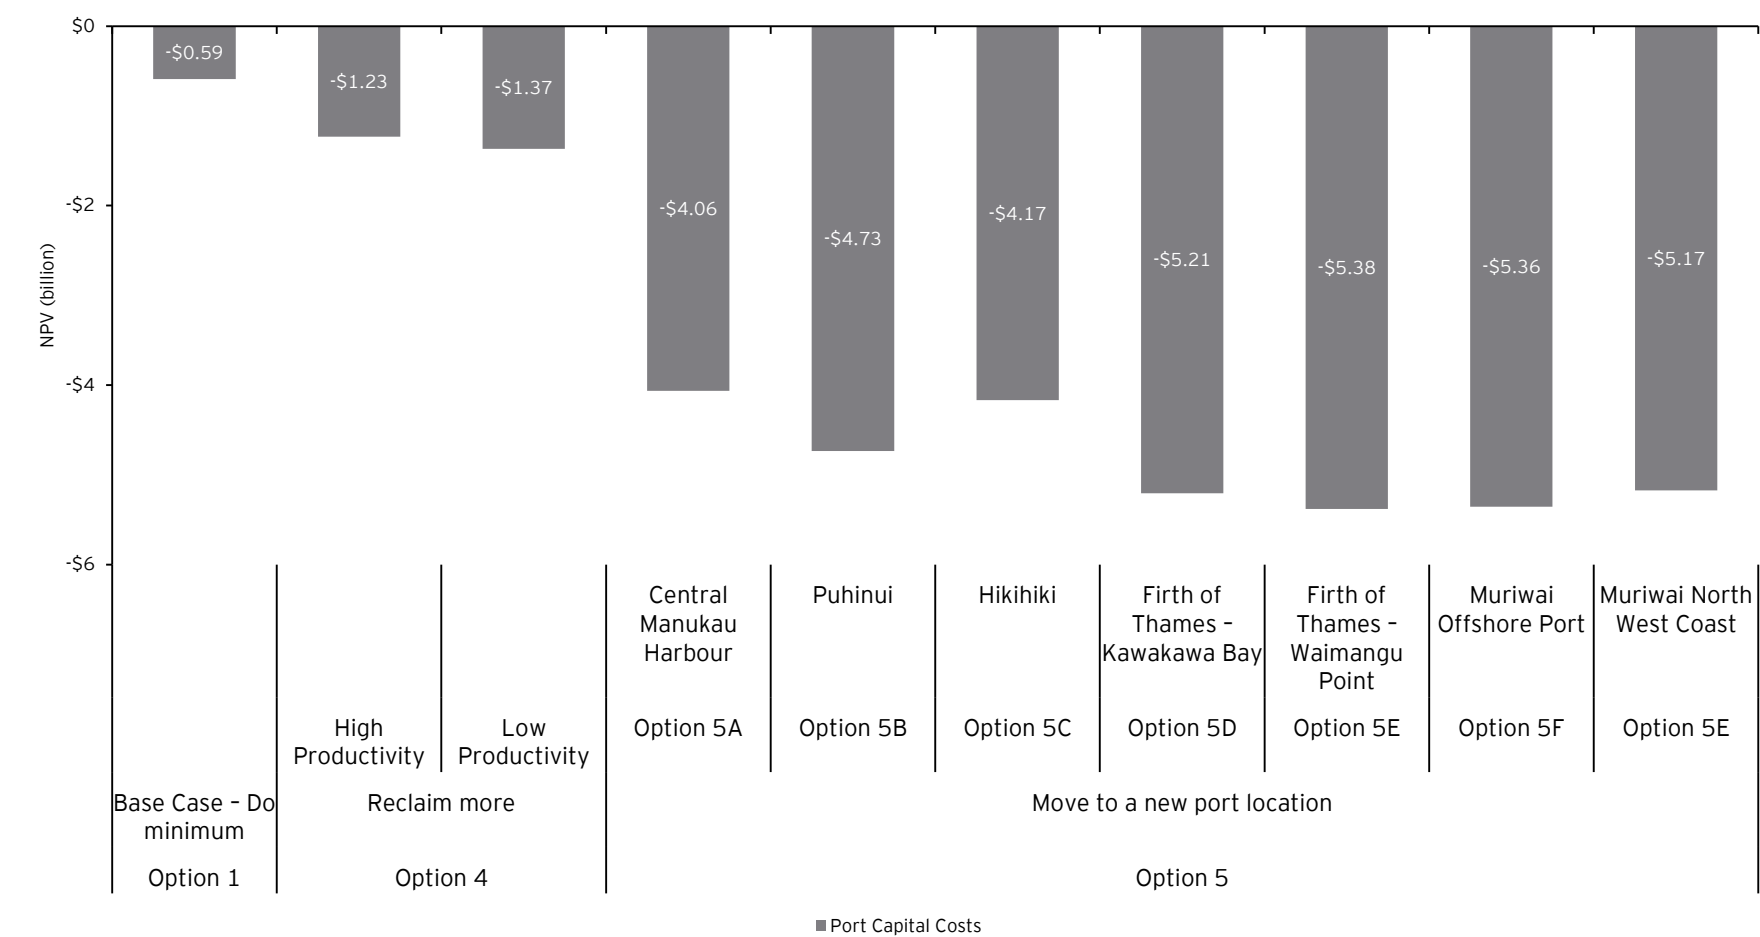 $0
-$2
-$4
-$6
NPV (billion)
-$0.59
-$1.23
-$1.37
-$4.06
-$4.73
-$4.17
-$5.21
-$5.38
-$5.36
-$5.17
Central
Manukau
Harbour
Puhinui
Hikihiki
Firth of
Thames –
Kawakawa Bay
Firth of
Thames –
Waimangu
Point
Muriwai
Offshore Port
Muriwai North
West Coast
High
Productivity
Low
Productivity
Option 5A
Option 5B
Option 5C
Option 5D
Option 5E
Option 5F
Option 5E
Base Case – Do
minimum
Reclaim more
Move to a new port location
Option 1
Option 4
Option 5
Port Capital Costs